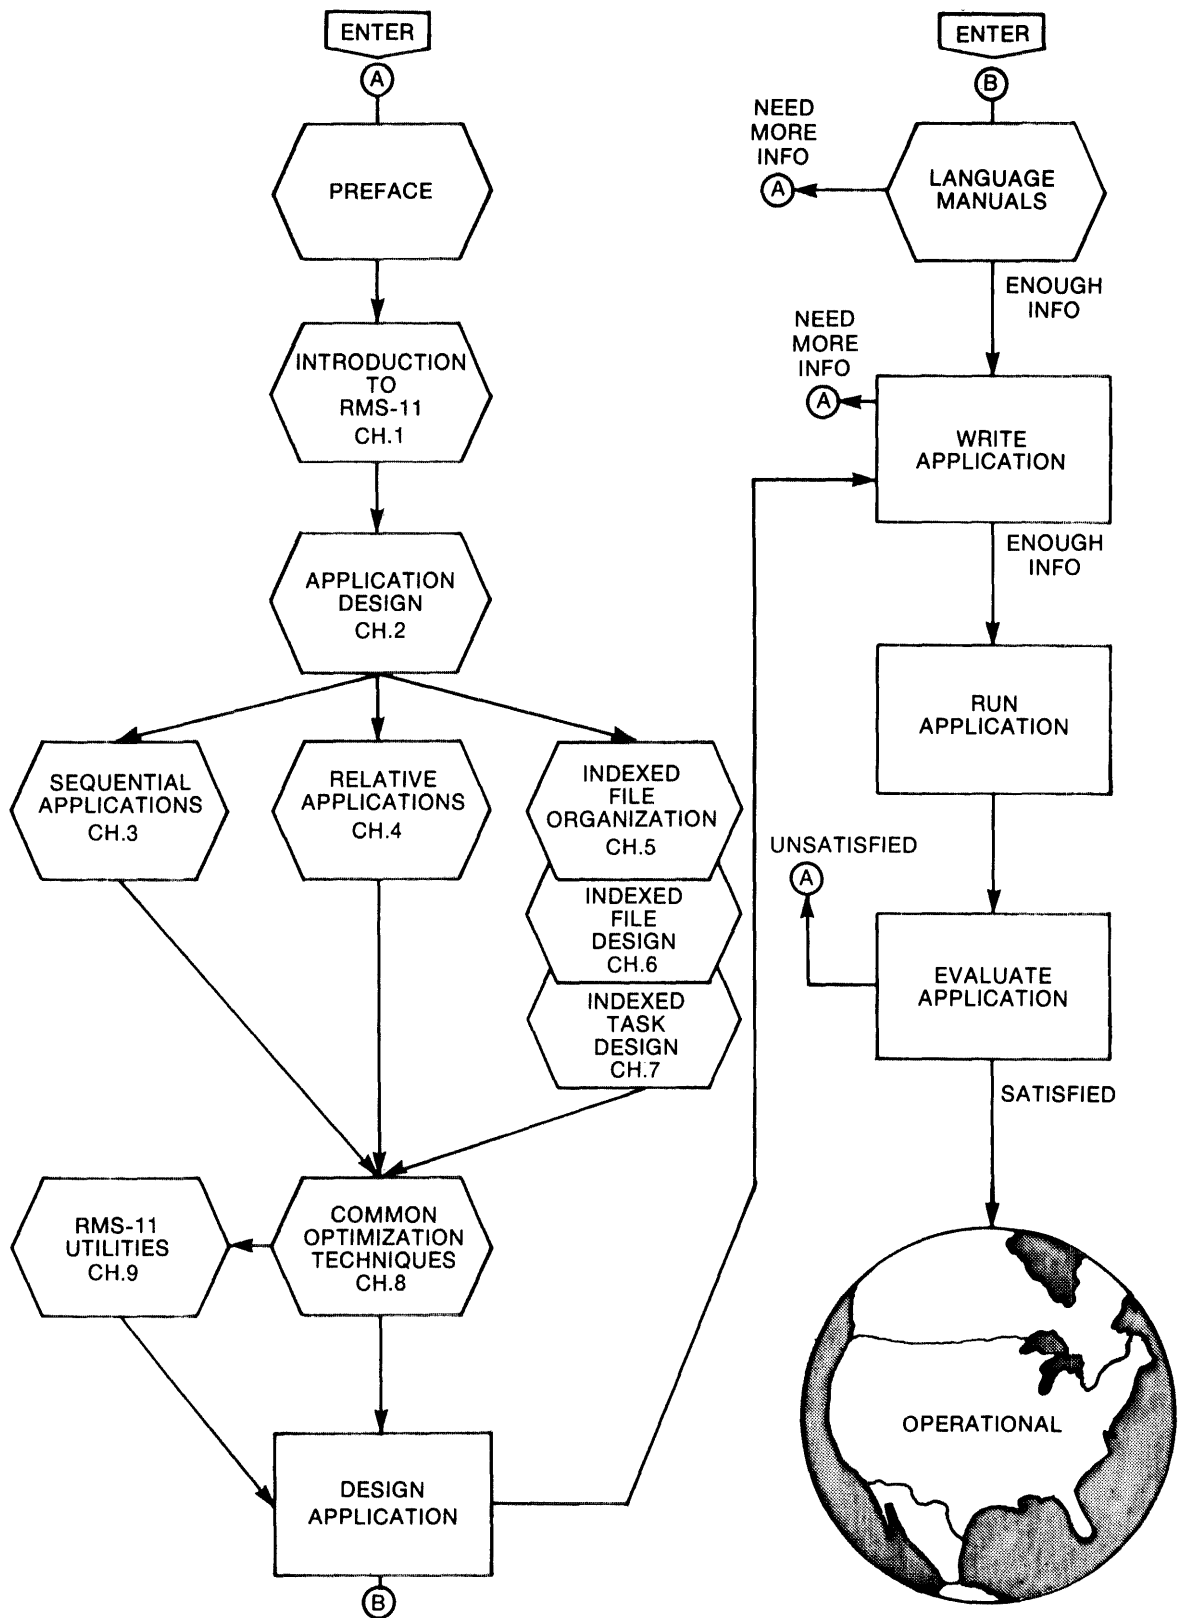 ENTER
A
PREFACE
INTRODUCTION
TO
RMS-11
CH.1
APPLICATION
DESIGN
CH.2
SEQUENTIAL
APPLICATIONS
CH.3
RELATIVE
APPLICATIONS
CH.4
INDEXED
FILE
ORGANIZATION
CH.5
INDEXED
FILE
DESIGN
CH.6
INDEXED
TASK
DESIGN
CH.7
RMS-11
UTILITIES
CH.9
COMMON
OPTIMIZATION
TECHNIQUES
CH.8
DESIGN
APPLICATION
B
ENTER
B
NEED
MORE
INFO
A
LANGUAGE
MANUALS
ENOUGH
INFO
NEED
MORE
INFO
A
WRITE
APPLICATION
ENOUGH
INFO
RUN
APPLICATION
UNSATISFIED
A
EVALUATE
APPLICATION
SATISFIED
OPERATIONAL